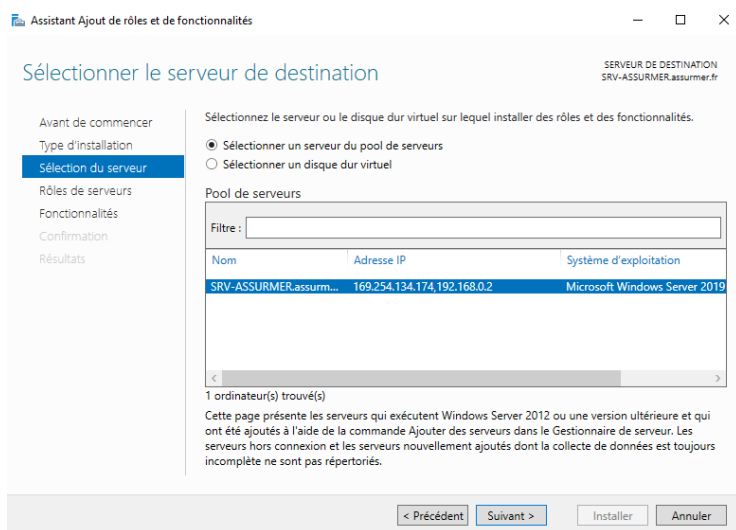 Assistant Ajout de rôles et de fonctionnalités
Sélectionner le serveur de destination
SERVEUR DE DESTINATION
SRV-ASSURMER.assurmer.fr
Avant de commencer
Type d'installation
Sélection du serveur
Rôles de serveurs
Fonctionnalités
Confirmation
Résultats
Sélectionnez le serveur ou le disque dur virtuel sur lequel installer des rôles et des fonctionnalités.
Sélectionner un serveur du pool de serveurs
Sélectionner un disque dur virtuel
Pool de serveurs
Filtre :
Nom Adresse IP Système d'exploitation
SRV-ASSURMER.assurm... 169.254.134.174,192.168.0.2 Microsoft Windows Server 2019
1 ordinateur(s) trouvé(s)
Cette page présente les serveurs qui exécutent Windows Server 2012 ou une version ultérieure et qui
ont été ajoutés à l'aide de la commande Ajouter des serveurs dans le Gestionnaire de serveur. Les
serveurs hors connexion et les serveurs nouvellement ajoutés dont la collecte de données est toujours
incomplète ne sont pas répertoriés.
< Précédent Suivant > Installer Annuler